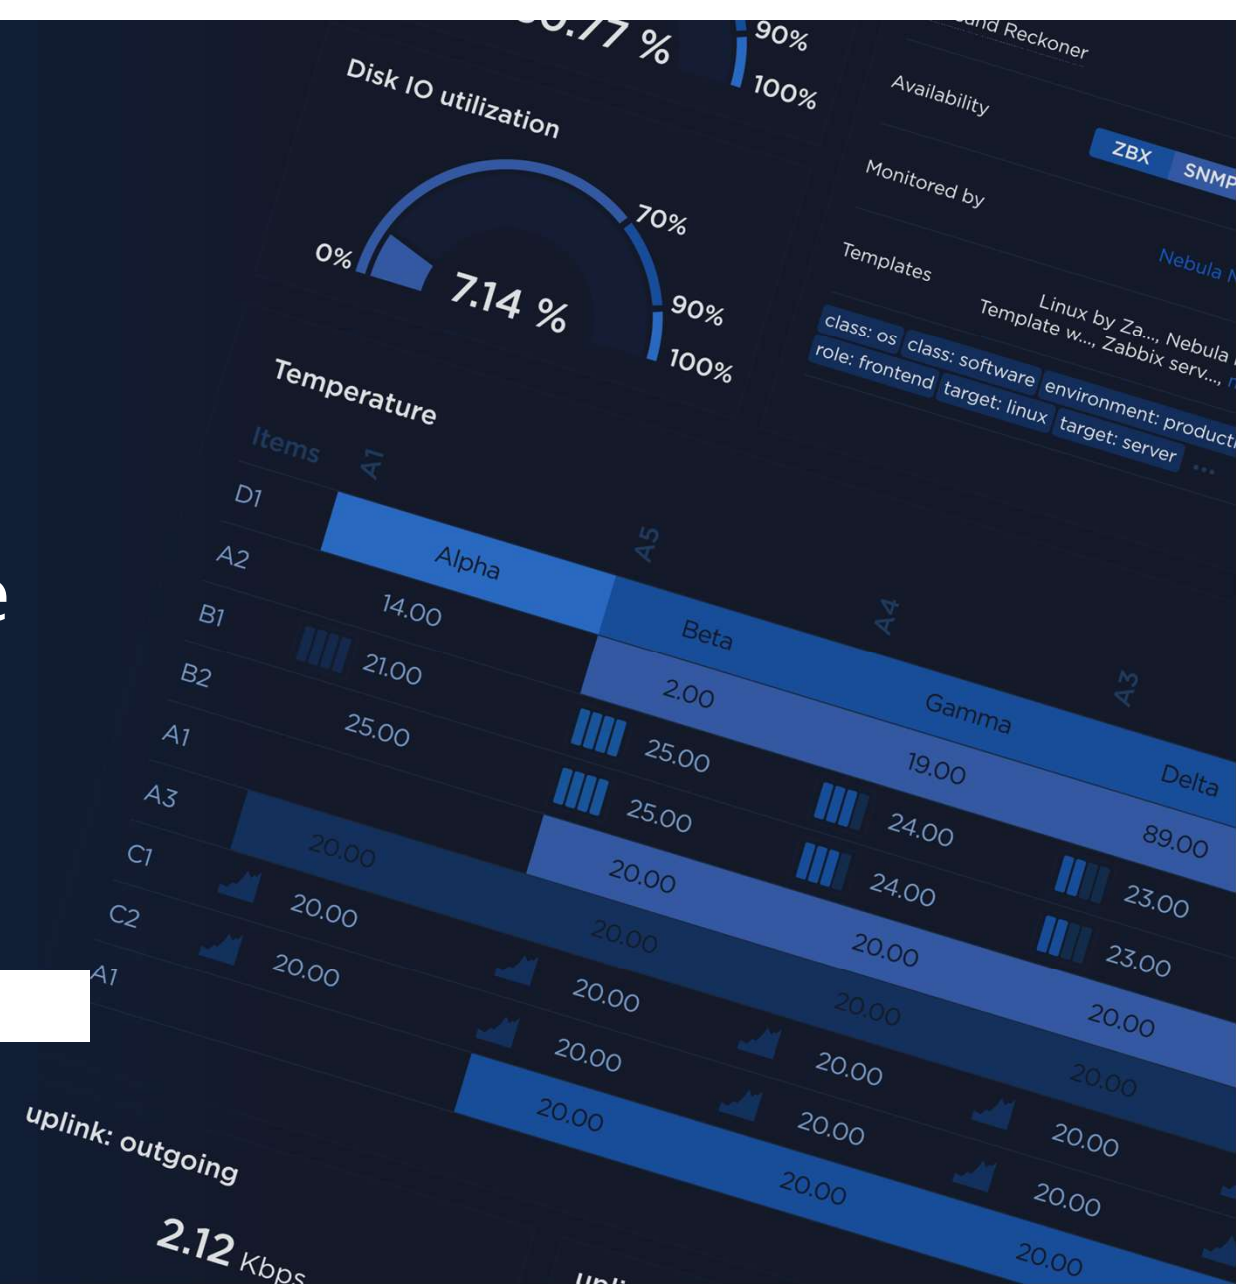 0.77 %
90%
100%
Disk IO utilization
0%
70%
90%
100%
7.14 %
Reckoner
Availability
ZBX SNMP
Monitored by
Nebula
Templates
Linux by Za..., Nebula
Template w..., Zabbix serv...,
class: os class: software environment: producti
role: frontend target: linux target: server ...
Temperature
Items A1 A5 A4 A3
D1 Alpha Beta Gamma Delta
A2 14.00 2.00 19.00 89.00
B1 21.00 25.00 24.00 23.00
B2 25.00 25.00 24.00 23.00
A1 20.00 20.00 20.00
A3 20.00 20.00 20.00 20.00
C1 20.00 20.00 20.00 20.00
C2 20.00 20.00 20.00 20.00
A1 20.00 20.00 20.00
e
uplink: outgoing
2.12 Kbps
upli